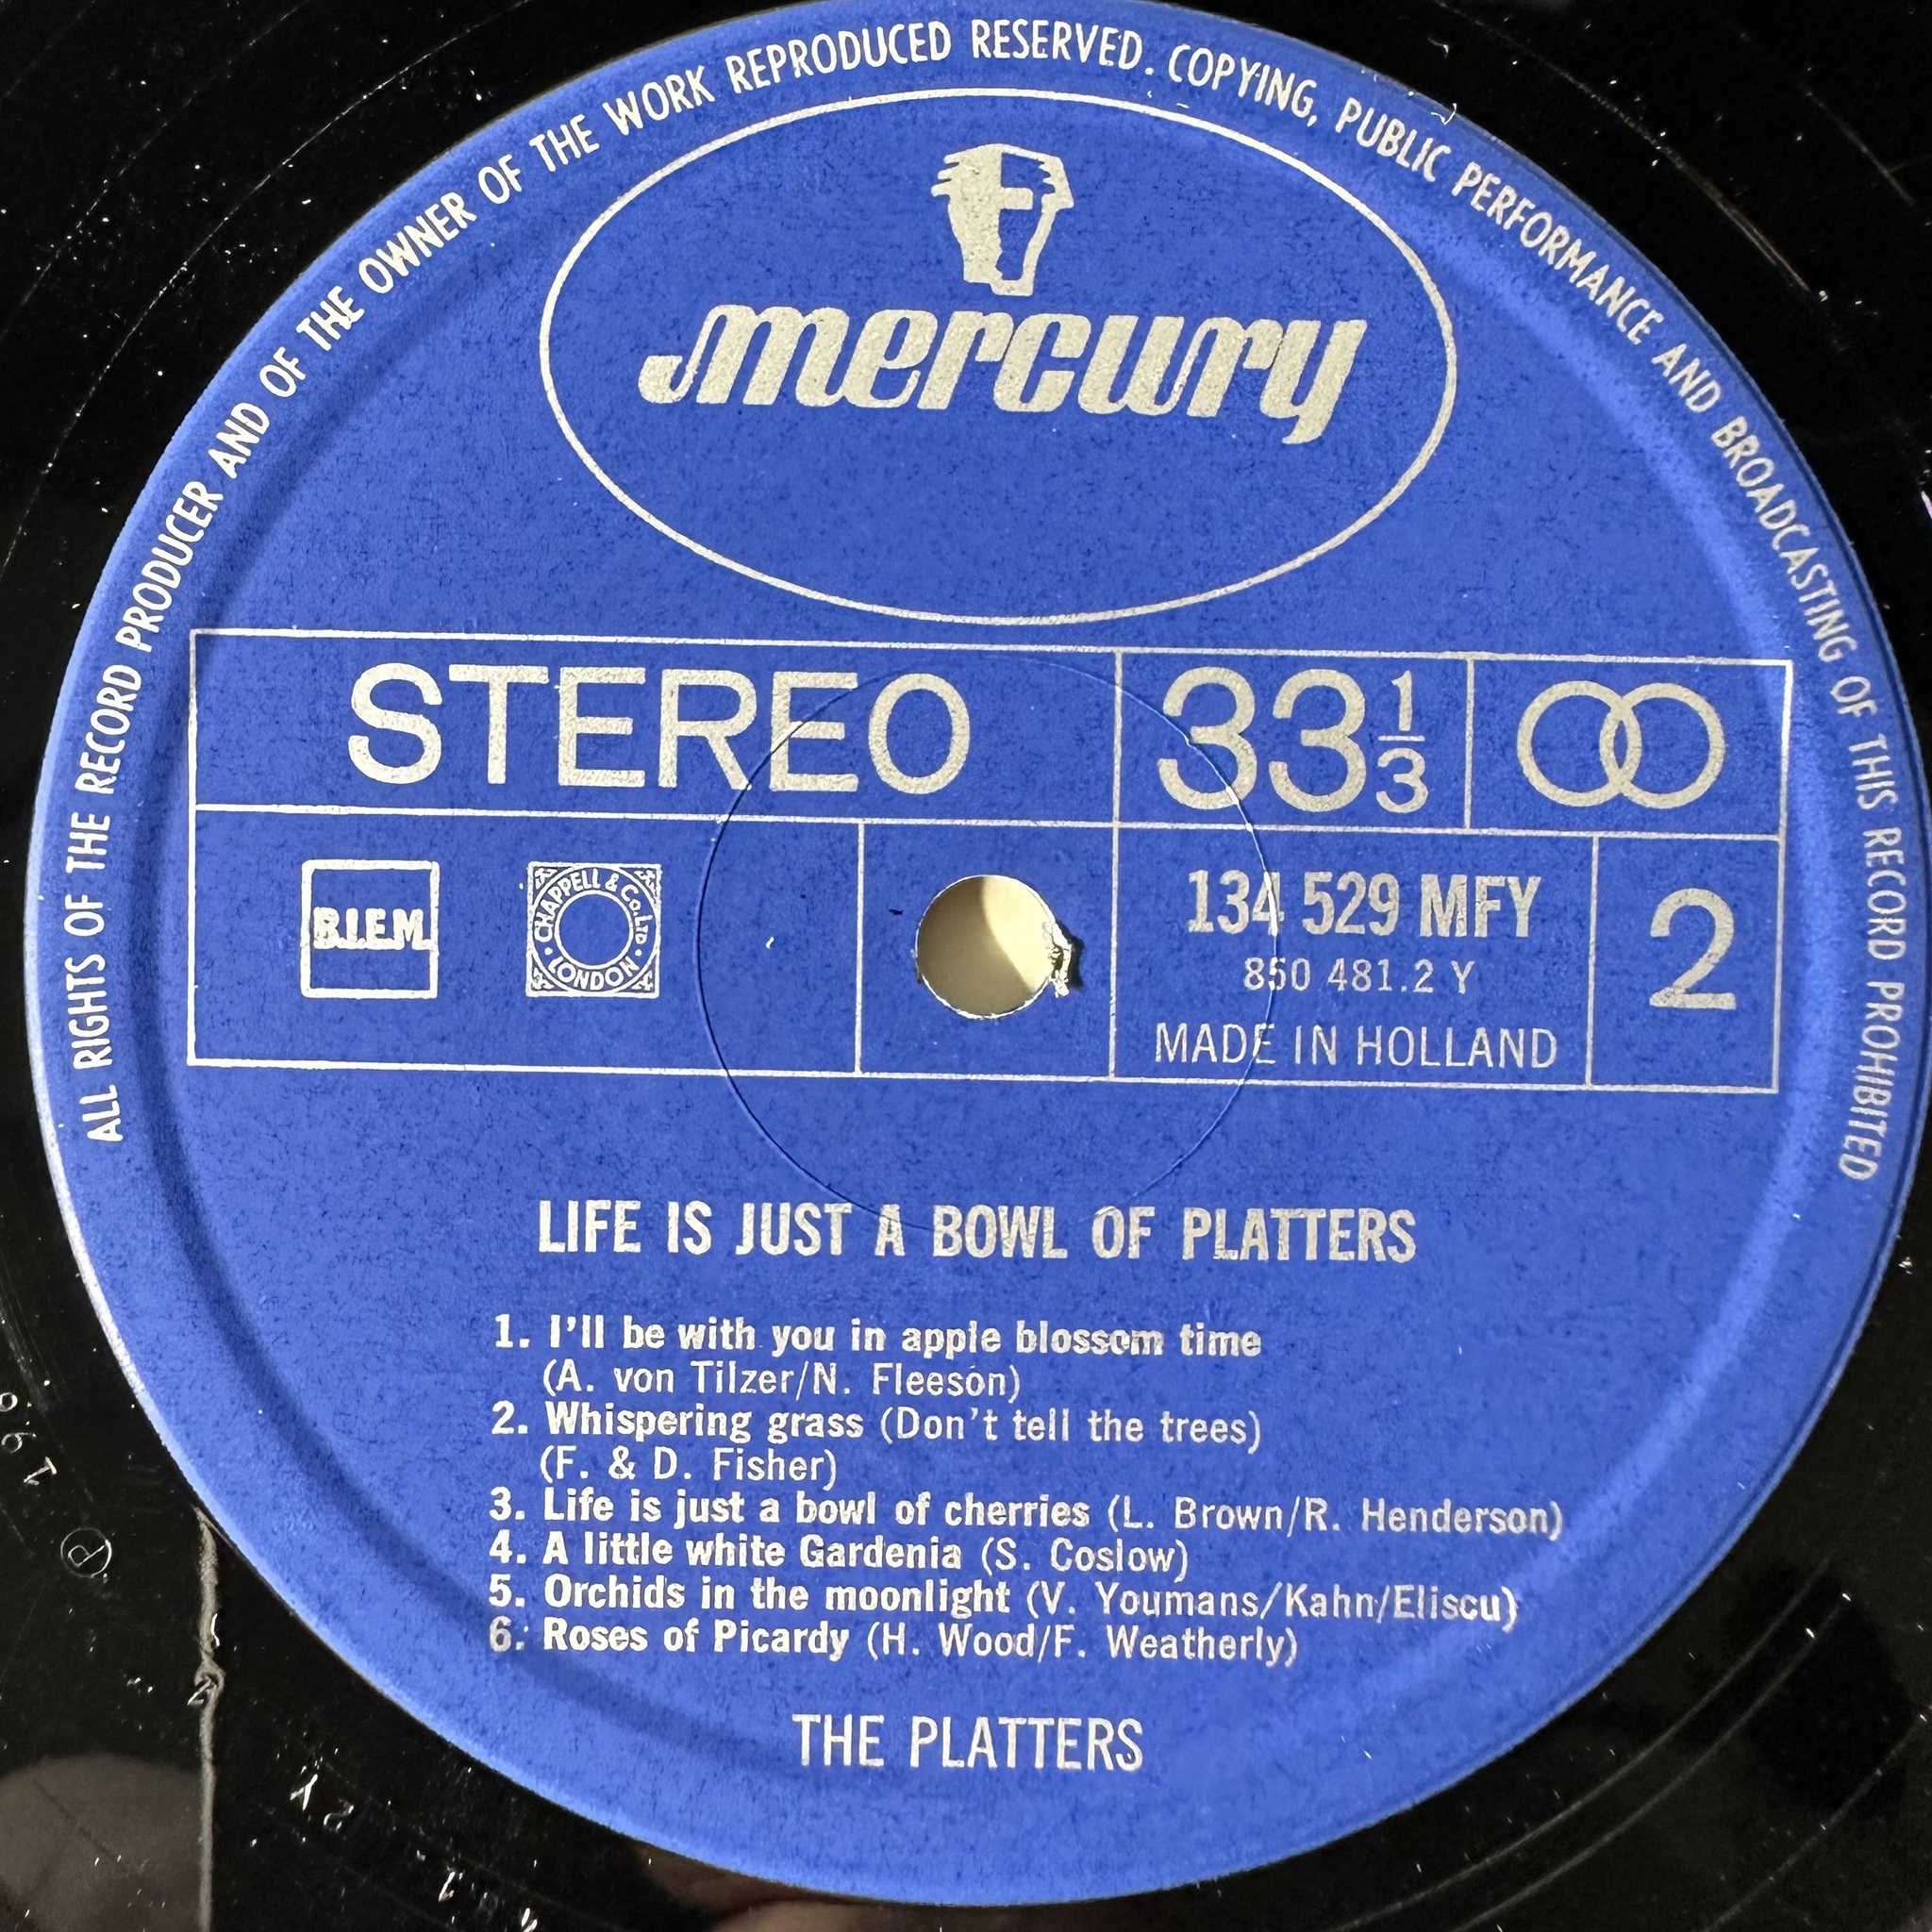 ALL RIGHTS OF THE RECORD PRODUCER AND OF THE OWNER OF THE WORK REPRODUCED RESERVED. COPYING, PUBLIC PERFORMANCE AND BROADCASTING OF THIS RECORD PROHIBITED
mercury
STEREO 33 1/3
B.I.E.M. CHAPPELL & Co. LTD · LONDON ·
134 529 MFY
850 481.2 Y
MADE IN HOLLAND
2
LIFE IS JUST A BOWL OF PLATTERS
1. I'll be with you in apple blossom time
(A. von Tilzer/N. Fleeson)
2. Whispering grass (Don't tell the trees)
(F. & D. Fisher)
3. Life is just a bowl of cherries (L. Brown/R. Henderson)
4. A little white Gardenia (S. Coslow)
5. Orchids in the moonlight (V. Youmans/Kahn/Eliscu)
6. Roses of Picardy (H. Wood/F. Weatherly)
THE PLATTERS